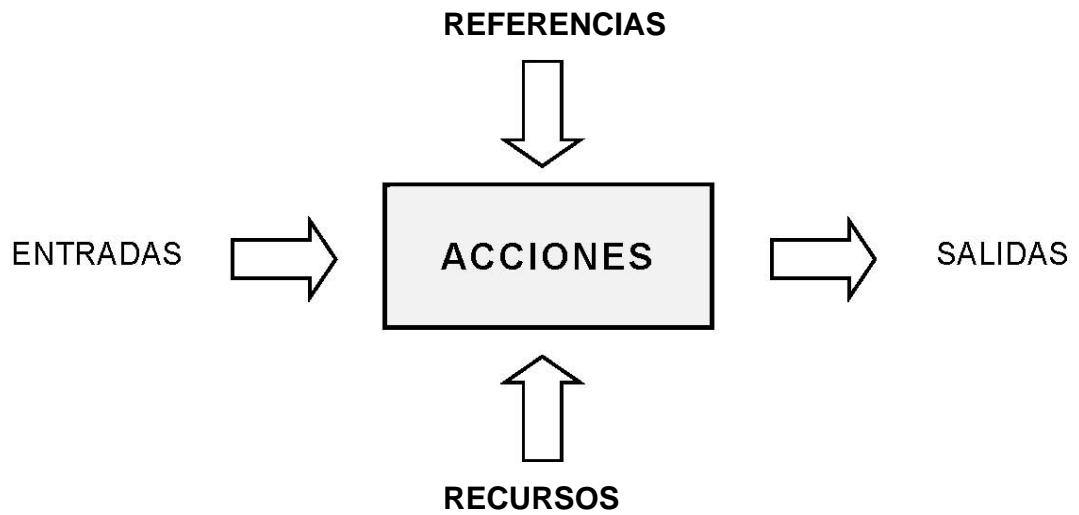 REFERENCIAS
ENTRADAS
ACCIONES
SALIDAS
RECURSOS